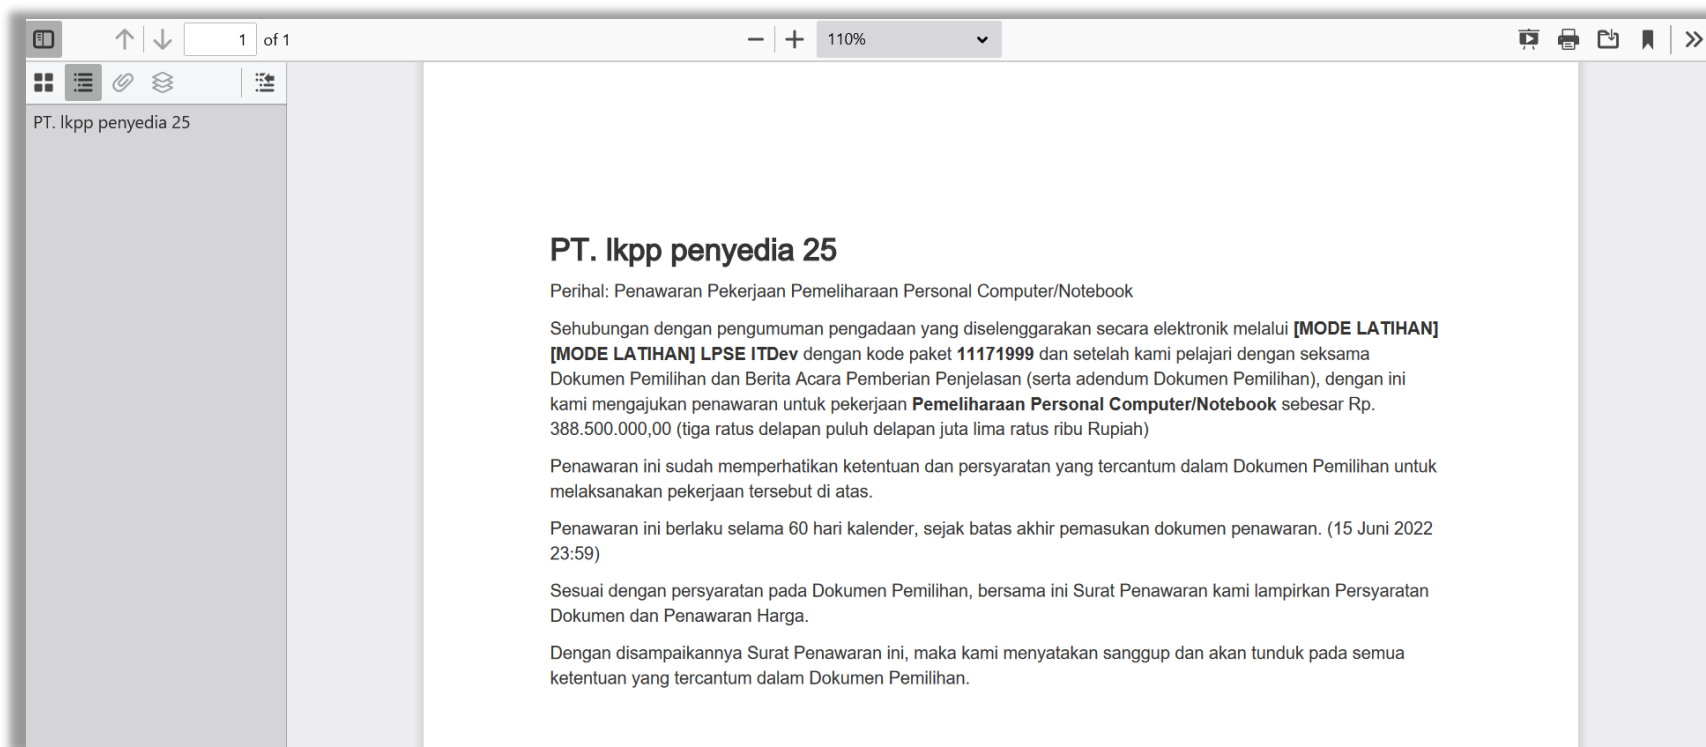 1 of 1
110%
PT. lkpp penyedia 25
PT. lkpp penyedia 25
Perihal: Penawaran Pekerjaan Pemeliharaan Personal Computer/Notebook
Sehubungan dengan pengumuman pengadaan yang diselenggarakan secara elektronik melalui [MODE LATIHAN]
[MODE LATIHAN] LPSE ITDev dengan kode paket 11171999 dan setelah kami pelajari dengan seksama
Dokumen Pemilihan dan Berita Acara Pemberian Penjelasan (serta adendum Dokumen Pemilihan), dengan ini
kami mengajukan penawaran untuk pekerjaan Pemeliharaan Personal Computer/Notebook sebesar Rp.
388.500.000,00 (tiga ratus delapan puluh delapan juta lima ratus ribu Rupiah)
Penawaran ini sudah memperhatikan ketentuan dan persyaratan yang tercantum dalam Dokumen Pemilihan untuk
melaksanakan pekerjaan tersebut di atas.
Penawaran ini berlaku selama 60 hari kalender, sejak batas akhir pemasukan dokumen penawaran. (15 Juni 2022
23:59)
Sesuai dengan persyaratan pada Dokumen Pemilihan, bersama ini Surat Penawaran kami lampirkan Persyaratan
Dokumen dan Penawaran Harga.
Dengan disampaikannya Surat Penawaran ini, maka kami menyatakan sanggup dan akan tunduk pada semua
ketentuan yang tercantum dalam Dokumen Pemilihan.